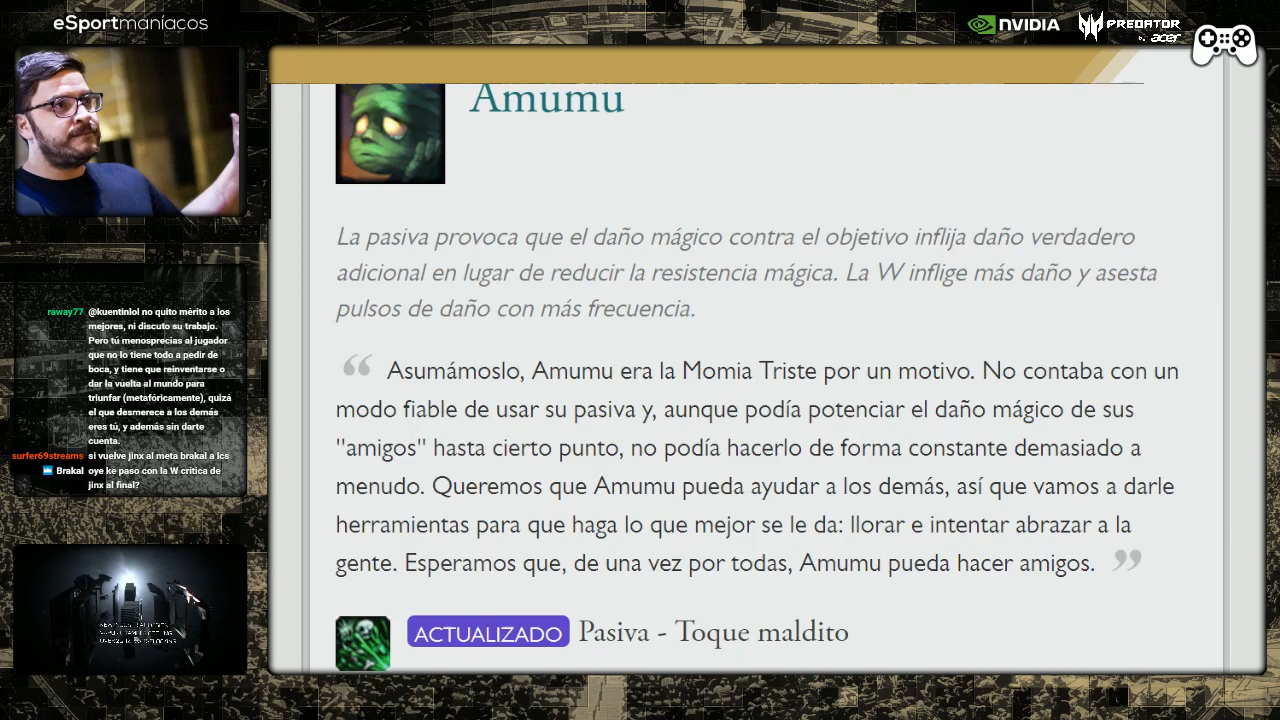 eSportmaníacos
NVIDIA
PREDATOR
acer
Amumu
La pasiva provoca que el daño mágico contra el objetivo inflija daño verdadero
adicional en lugar de reducir la resistencia mágica. La W inflige más daño y asesta
pulsos de daño con más frecuencia.
“ Asumámoslo, Amumu era la Momia Triste por un motivo. No contaba con un
modo fiable de usar su pasiva y, aunque podía potenciar el daño mágico de sus
"amigos" hasta cierto punto, no podía hacerlo de forma constante demasiado a
menudo. Queremos que Amumu pueda ayudar a los demás, así que vamos a darle
herramientas para que haga lo que mejor se le da: llorar e intentar abrazar a la
gente. Esperamos que, de una vez por todas, Amumu pueda hacer amigos. ”
ACTUALIZADO Pasiva - Toque maldito
raway77 @kuentinlol no quito mérito a los
mejores, ni discuto su trabajo.
Pero tú menosprecias al jugador
que no lo tiene todo a pedir de
boca, y tiene que reinventarse o
dar la vuelta al mundo para
triunfar (metafóricamente), quizá
el que desmerece a los demás
eres tú, y además sin darte
cuenta.
surfer69streams si vuelve jinx al meta brakal a lcs
Brakal oye ke paso con la W critica de
jinx al final?